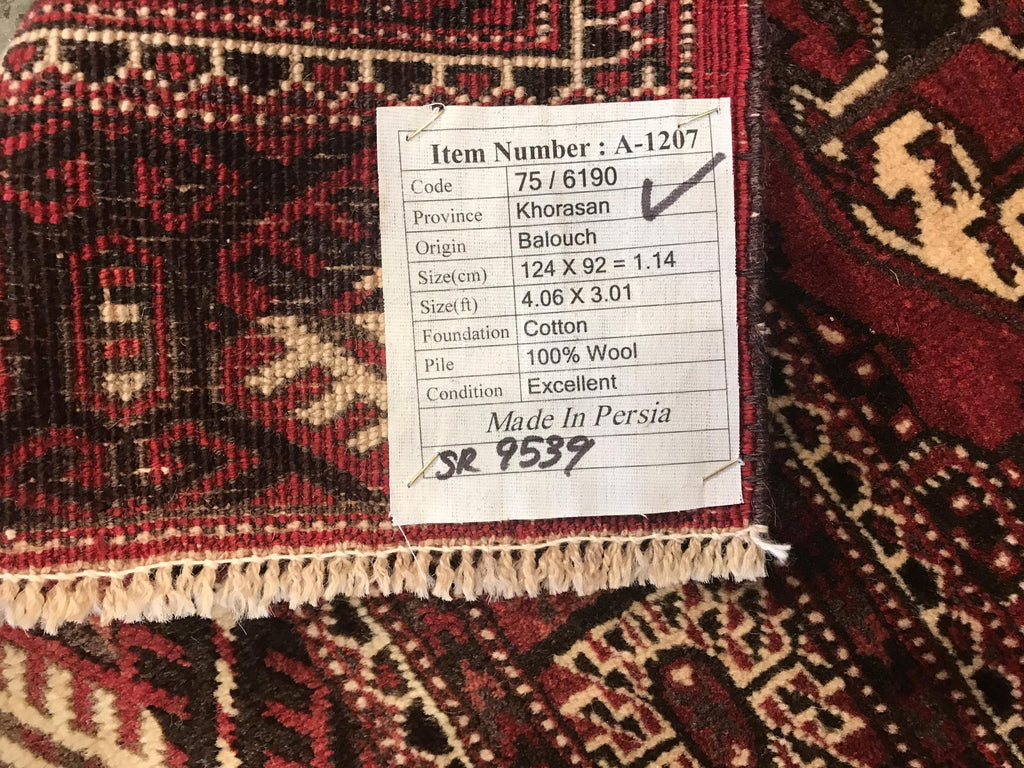 Item Number : A-1207
Code 75 / 6190
Province Khorasan
Origin Balouch
Size(cm) 124 X 92 = 1.14
Size(ft) 4.06 X 3.01
Foundation Cotton
Pile 100% Wool
Condition Excellent
Made In Persia
SR 9539